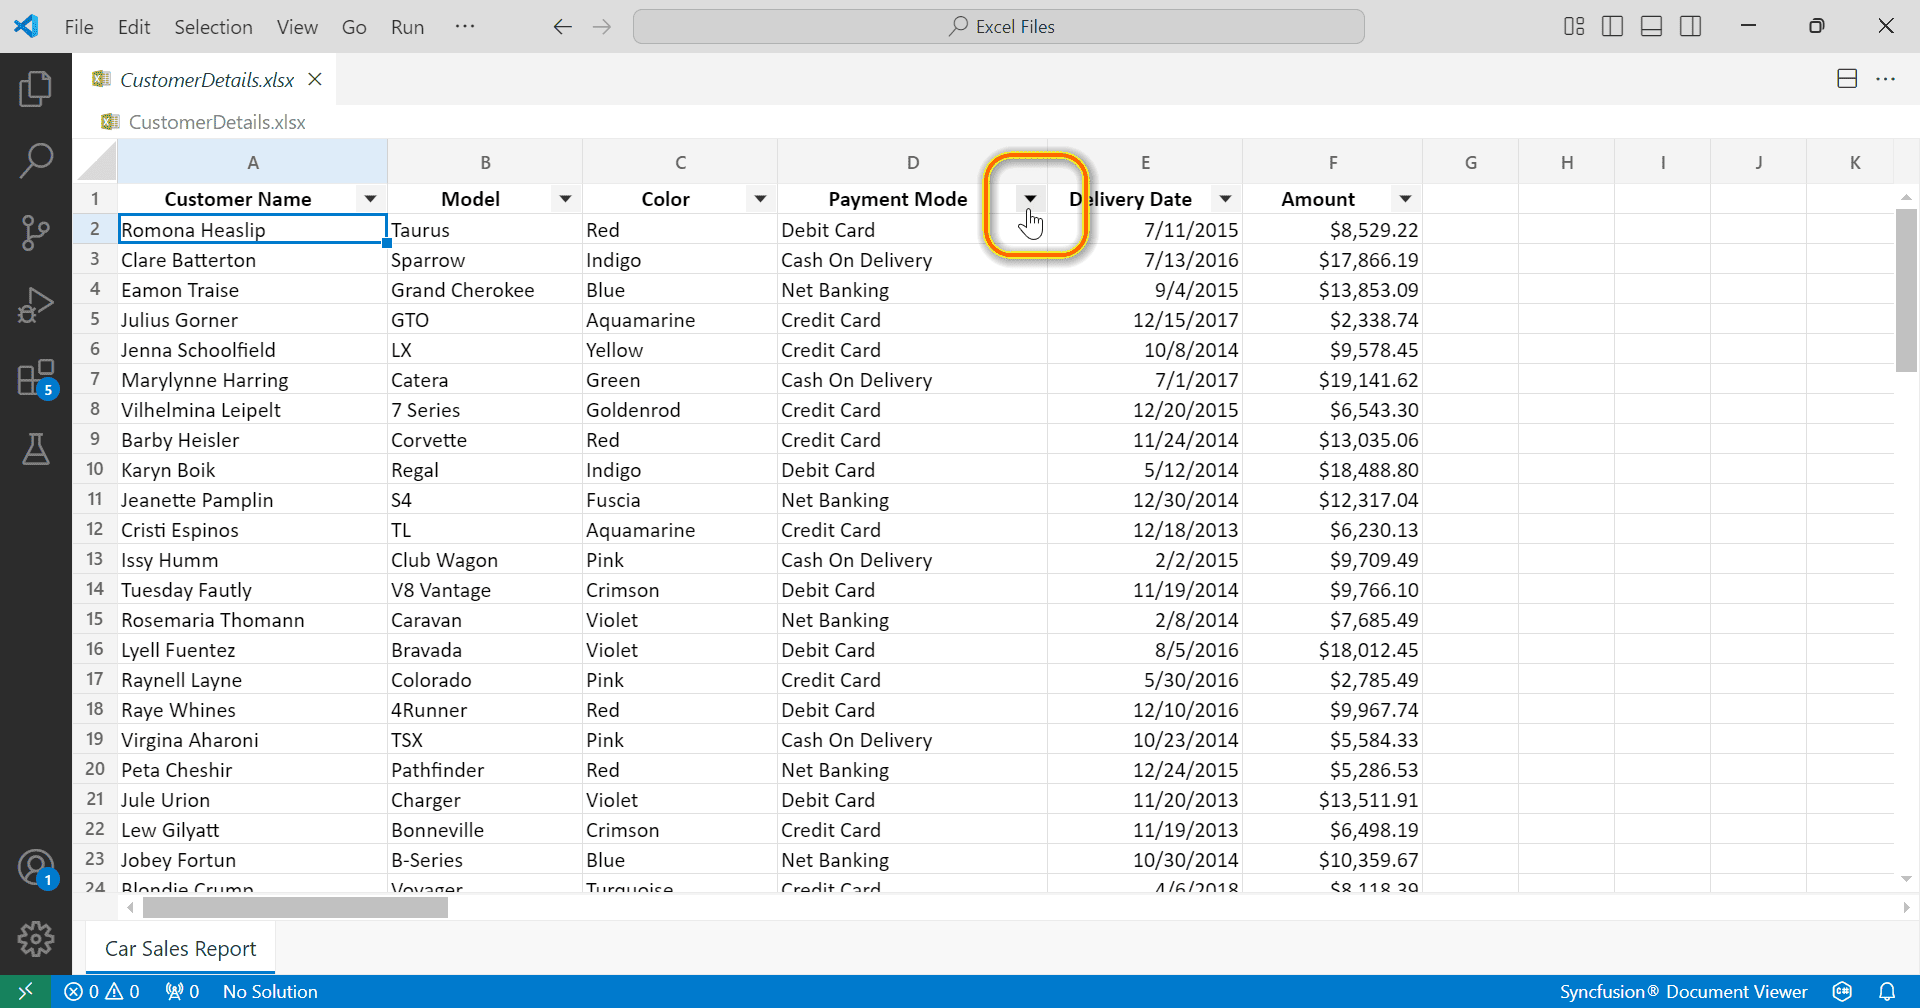 File Edit Selection View Go Run ··· Excel Files
CustomerDetails.xlsx
CustomerDetails.xlsx
A B C D E F G H I J K
1 Customer Name Model Color Payment Mode Delivery Date Amount
2 Romona Heaslip Taurus Red Debit Card 7/11/2015 $8,529.22
3 Clare Batterton Sparrow Indigo Cash On Delivery 7/13/2016 $17,866.19
4 Eamon Traise Grand Cherokee Blue Net Banking 9/4/2015 $13,853.09
5 Julius Gorner GTO Aquamarine Credit Card 12/15/2017 $2,338.74
6 Jenna Schoolfield LX Yellow Credit Card 10/8/2014 $9,578.45
7 Marylynne Harring Catera Green Cash On Delivery 7/1/2017 $19,141.62
8 Vilhelmina Leipelt 7 Series Goldenrod Credit Card 12/20/2015 $6,543.30
9 Barby Heisler Corvette Red Credit Card 11/24/2014 $13,035.06
10 Karyn Boik Regal Indigo Debit Card 5/12/2014 $18,488.80
11 Jeanette Pamplin S4 Fuscia Net Banking 12/30/2014 $12,317.04
12 Cristi Espinos TL Aquamarine Credit Card 12/18/2013 $6,230.13
13 Issy Humm Club Wagon Pink Cash On Delivery 2/2/2015 $9,709.49
14 Tuesday Fautly V8 Vantage Crimson Debit Card 11/19/2014 $9,766.10
15 Rosemaria Thomann Caravan Violet Net Banking 2/8/2014 $7,685.49
16 Lyell Fuentez Bravada Violet Debit Card 8/5/2016 $18,012.45
17 Raynell Layne Colorado Pink Credit Card 5/30/2016 $2,785.49
18 Raye Whines 4Runner Red Debit Card 12/10/2016 $9,967.74
19 Virgina Aharoni TSX Pink Cash On Delivery 10/23/2014 $5,584.33
20 Peta Cheshir Pathfinder Red Net Banking 12/24/2015 $5,286.53
21 Jule Urion Charger Violet Debit Card 11/20/2013 $13,511.91
22 Lew Gilyatt Bonneville Crimson Credit Card 11/19/2013 $6,498.19
23 Jobey Fortun B-Series Blue Net Banking 10/30/2014 $10,359.67
24 Blondie Crump Voyager Turquoise Credit Card 4/6/2018 $8,118.39
5
1
Car Sales Report
0 0 0 No Solution Syncfusion® Document Viewer